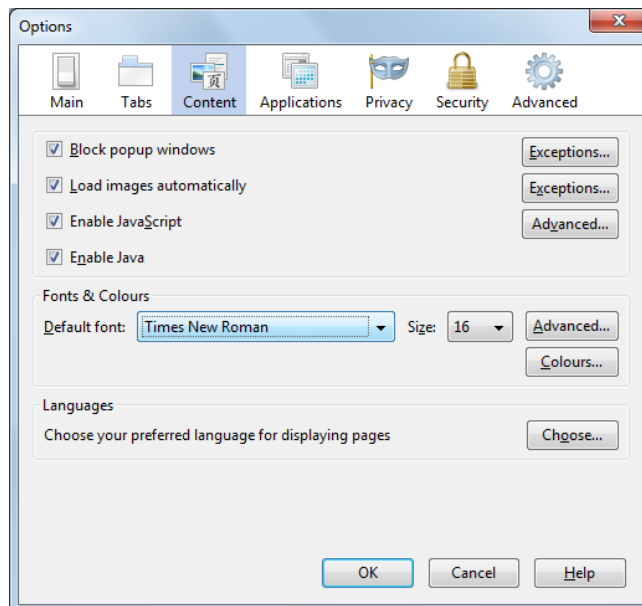 Options
Main Tabs Content Applications Privacy Security Advanced
Block popup windows Exceptions...
Load images automatically Exceptions...
Enable JavaScript Advanced...
Enable Java
Fonts & Colours
Default font: Times New Roman Size: 16 Advanced...
Colours...
Languages
Choose your preferred language for displaying pages Choose...
OK Cancel Help